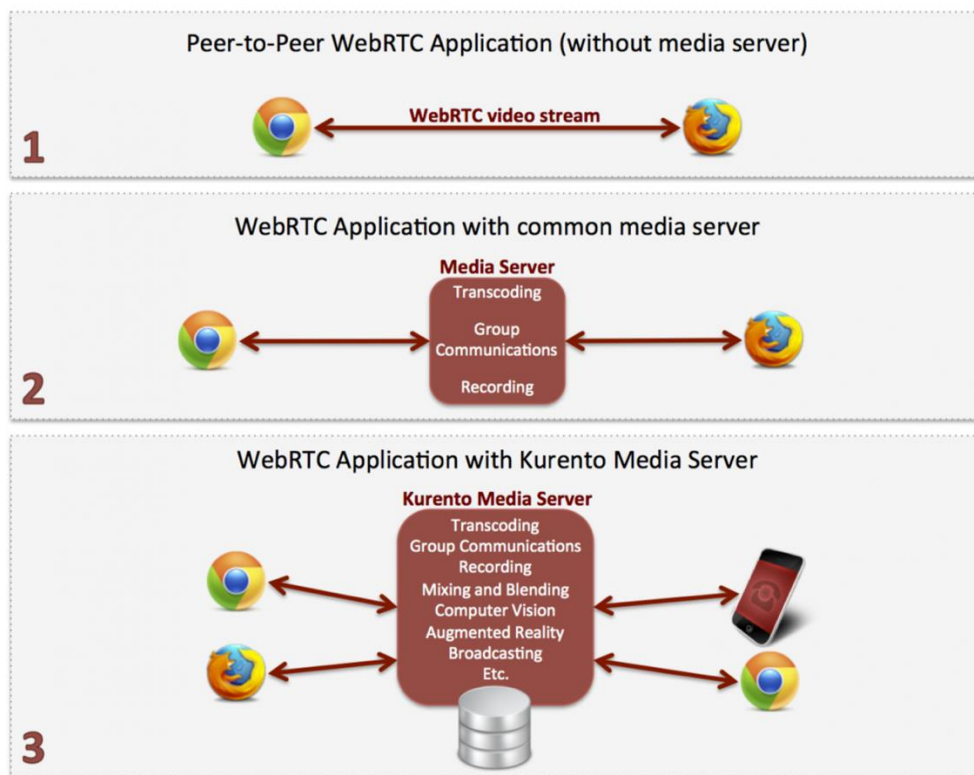 Peer-to-Peer WebRTC Application (without media server)
WebRTC video stream
1
WebRTC Application with common media server
Media Server
Transcoding
Group
Communications
Recording
2
WebRTC Application with Kurento Media Server
Kurento Media Server
Transcoding
Group Communications
Recording
Mixing and Blending
Computer Vision
Augmented Reality
Broadcasting
Etc.
3